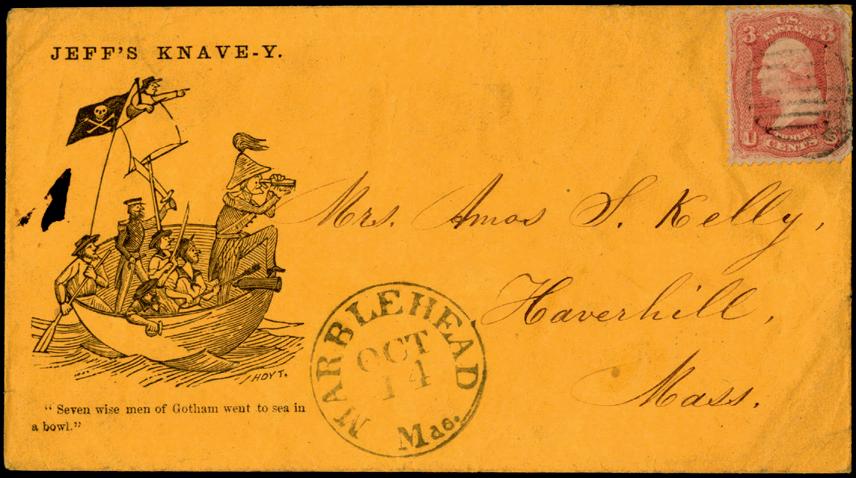 JEFF'S KNAVE-Y.
U.S.
POSTAGE
3 3
U S
CENTS
Mrs. Amos S. Kelly,
Haverhill,
Mass.
MARBLEHEAD
OCT
14
Mas.
HOYT.
"Seven wise men of Gotham went to sea in
a bowl."